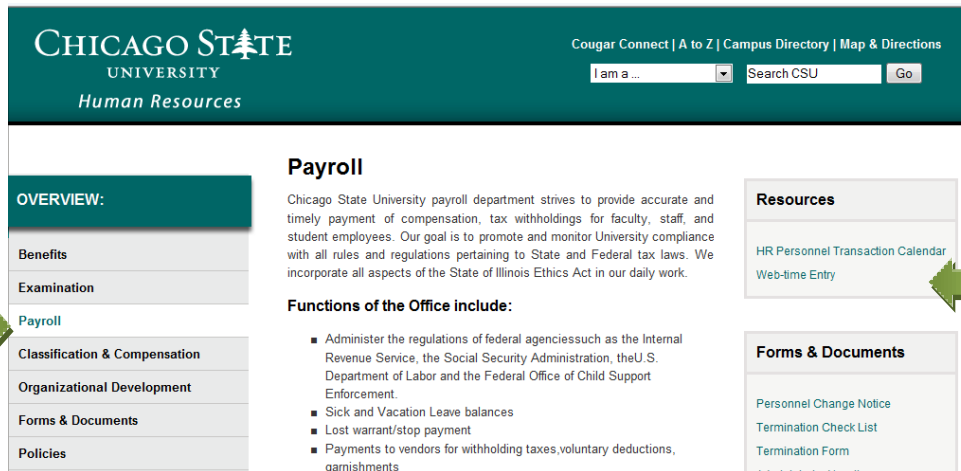 CHICAGO STATE
UNIVERSITY
Human Resources
Cougar Connect | A to Z | Campus Directory | Map & Directions
I am a ...
Search CSU
Go
OVERVIEW:
Benefits
Examination
Payroll
Classification & Compensation
Organizational Development
Forms & Documents
Policies
Payroll
Chicago State University payroll department strives to provide accurate and
timely payment of compensation, tax withholdings for faculty, staff, and
student employees. Our goal is to promote and monitor University compliance
with all rules and regulations pertaining to State and Federal tax laws. We
incorporate all aspects of the State of Illinois Ethics Act in our daily work.
Functions of the Office include:
Administer the regulations of federal agenciessuch as the Internal
Revenue Service, the Social Security Administration, theU.S.
Department of Labor and the Federal Office of Child Support
Enforcement.
Sick and Vacation Leave balances
Lost warrant/stop payment
Payments to vendors for withholding taxes,voluntary deductions,
garnishments
Resources
HR Personnel Transaction Calendar
Web-time Entry
Forms & Documents
Personnel Change Notice
Termination Check List
Termination Form